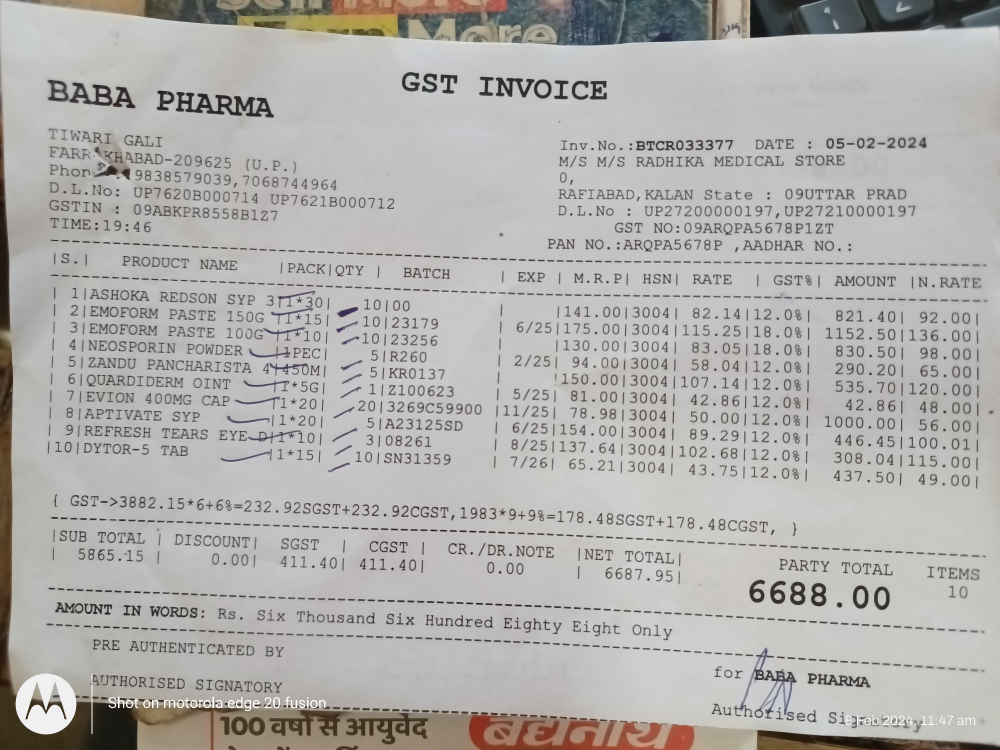 Sell More
Earn More
GST INVOICE
BABA PHARMA
TIWARI GALI
FARR KHABAD-209625 (U.P.)
Phon 9838579039,7068744964
D.L.No: UP7620B000714 UP7621B000712
GSTIN : 09ABKPR8558B1Z7
TIME:19:46
Inv.No.:BTCR033377 DATE : 05-02-2024
M/S M/S RADHIKA MEDICAL STORE
0,
RAFIABAD,KALAN State : 09UTTAR PRAD
D.L.No : UP27200000197,UP27210000197
GST NO:09ARQPA5678P1ZT
PAN NO.:ARQPA5678P ,AADHAR NO.:
|S.| PRODUCT NAME |PACK|QTY | BATCH | EXP | M.R.P| HSN| RATE | GST%| AMOUNT |N.RATE
| 1|ASHOKA REDSON SYP 3|1*30| 10|00 | |141.00|3004| 82.14|12.0%| 821.40| 92.00|
| 2|EMOFORM PASTE 150G |1*15| 10|23179 | 6/25|175.00|3004|115.25|18.0%| 1152.50|136.00|
| 3|EMOFORM PASTE 100G |1*10| 10|23256 | |130.00|3004| 83.05|18.0%| 830.50| 98.00|
| 4|NEOSPORIN POWDER |1PEC| 5|R260 | 2/25| 94.00|3004| 58.04|12.0%| 290.20| 65.00|
| 5|ZANDU PANCHARISTA 4|450M| 5|KR0137 | |150.00|3004|107.14|12.0%| 535.70|120.00|
| 6|QUARDIDERM OINT |1*5G| 1|Z100623 | 5/25| 81.00|3004| 42.86|12.0%| 42.86| 48.00|
| 7|EVION 400MG CAP |1*20| 20|3269C59900 |11/25| 78.98|3004| 50.00|12.0%| 1000.00| 56.00|
| 8|APTIVATE SYP |1*20| 5|A23125SD | 6/25|154.00|3004| 89.29|12.0%| 446.45|100.01|
| 9|REFRESH TEARS EYE D|1*10| 3|08261 | 8/25|137.64|3004|102.68|12.0%| 308.04|115.00|
|10|DYTOR-5 TAB |1*15| 10|SN31359 | 7/26| 65.21|3004| 43.75|12.0%| 437.50| 49.00|
{ GST->3882.15*6+6%=232.92SGST+232.92CGST,1983*9+9%=178.48SGST+178.48CGST, }
|SUB TOTAL | DISCOUNT| SGST | CGST | CR./DR.NOTE |NET TOTAL| PARTY TOTAL ITEMS
| 5865.15 | 0.00| 411.40| 411.40| 0.00 | 6687.95| 6688.00 10
AMOUNT IN WORDS: Rs. Six Thousand Six Hundred Eighty Eight Only
PRE AUTHENTICATED BY
for BABA PHARMA
AUTHORISED SIGNATORY
Authorised Signatory
Shot on motorola edge 20 fusion
8 Feb 2024, 11:47 am
100 वर्षों से आयुर्वेद
बैद्यनाथ